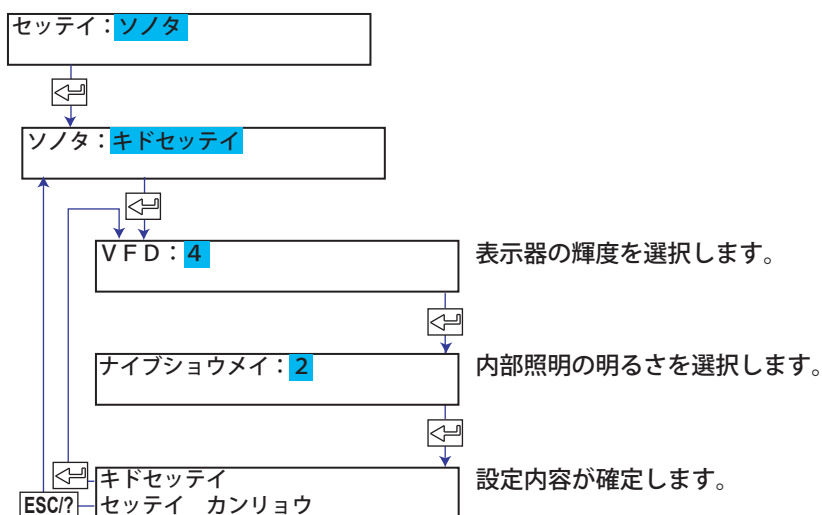 セッテイ：ソノタ
ソノタ：キドセッテイ
ＶＦＤ：4
表示器の輝度を選択します。
ナイブショウメイ：2
内部照明の明るさを選択します。
キドセッテイ
設定内容が確定します。
ESC/?
セッテイ　カンリョウ